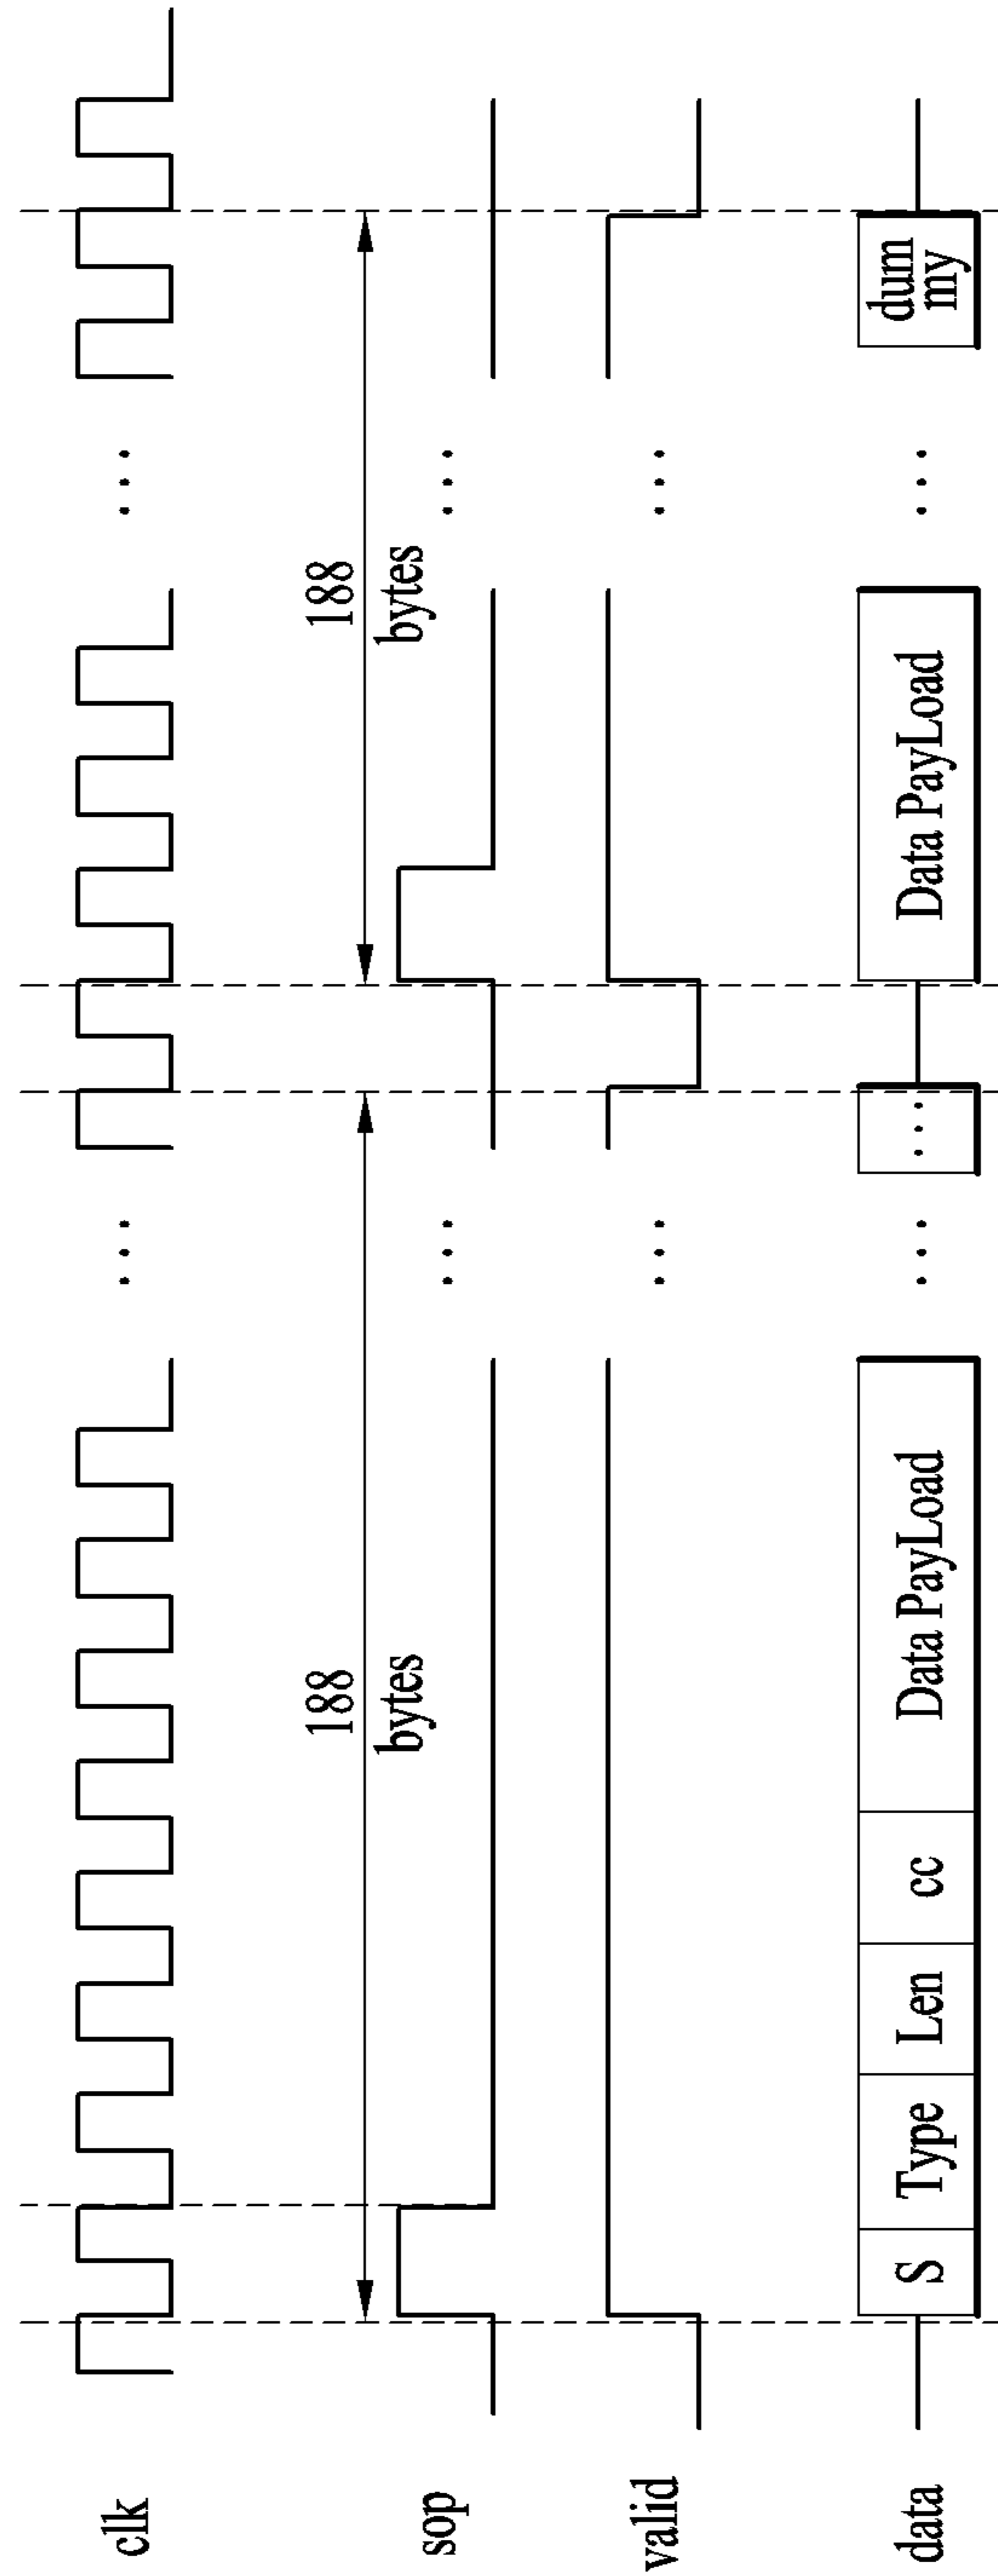 clk
188
bytes
188
bytes
sop
valid
data
S
Type
Len
cc
Data PayLoad
...
Data PayLoad
dum
my